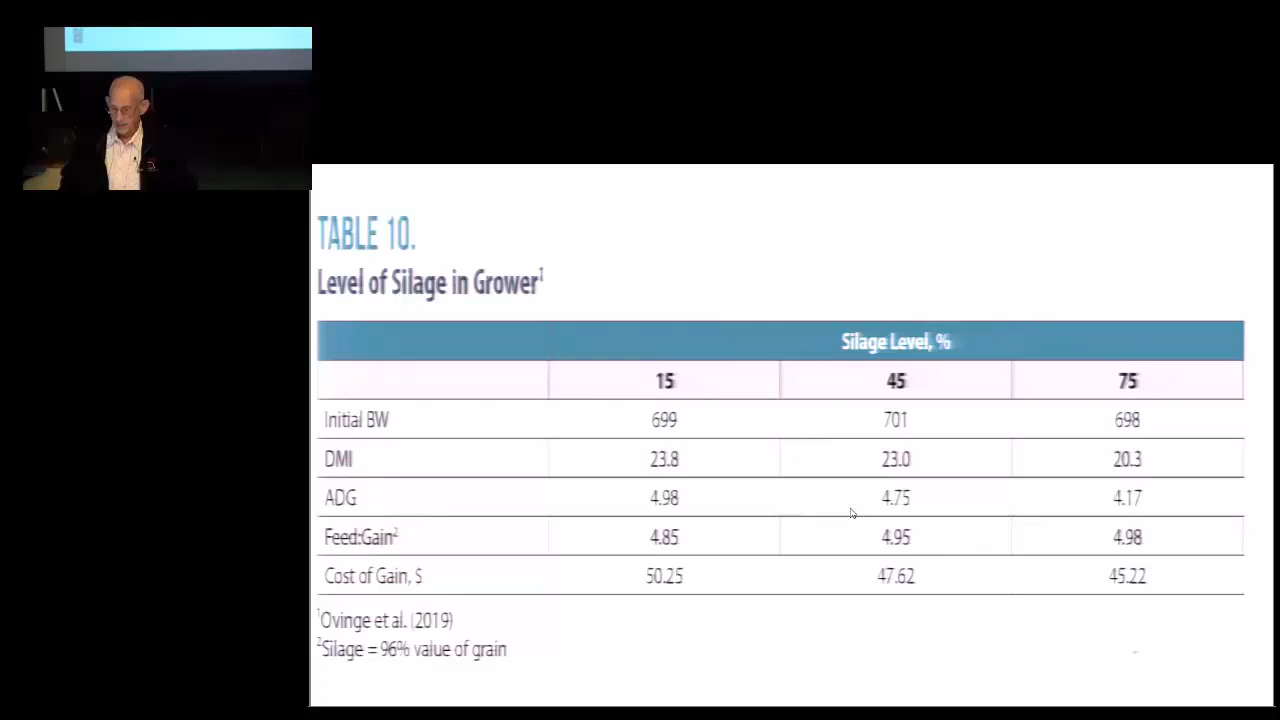 TABLE 10.
Level of Silage in Grower¹
Silage Level, %
15 45 75
Initial BW 699 701 698
DMI 23.8 23.0 20.3
ADG 4.98 4.75 4.17
Feed:Gain² 4.85 4.95 4.98
Cost of Gain, $ 50.25 47.62 45.22
¹Ovinge et al. (2019)
²Silage = 96% value of grain